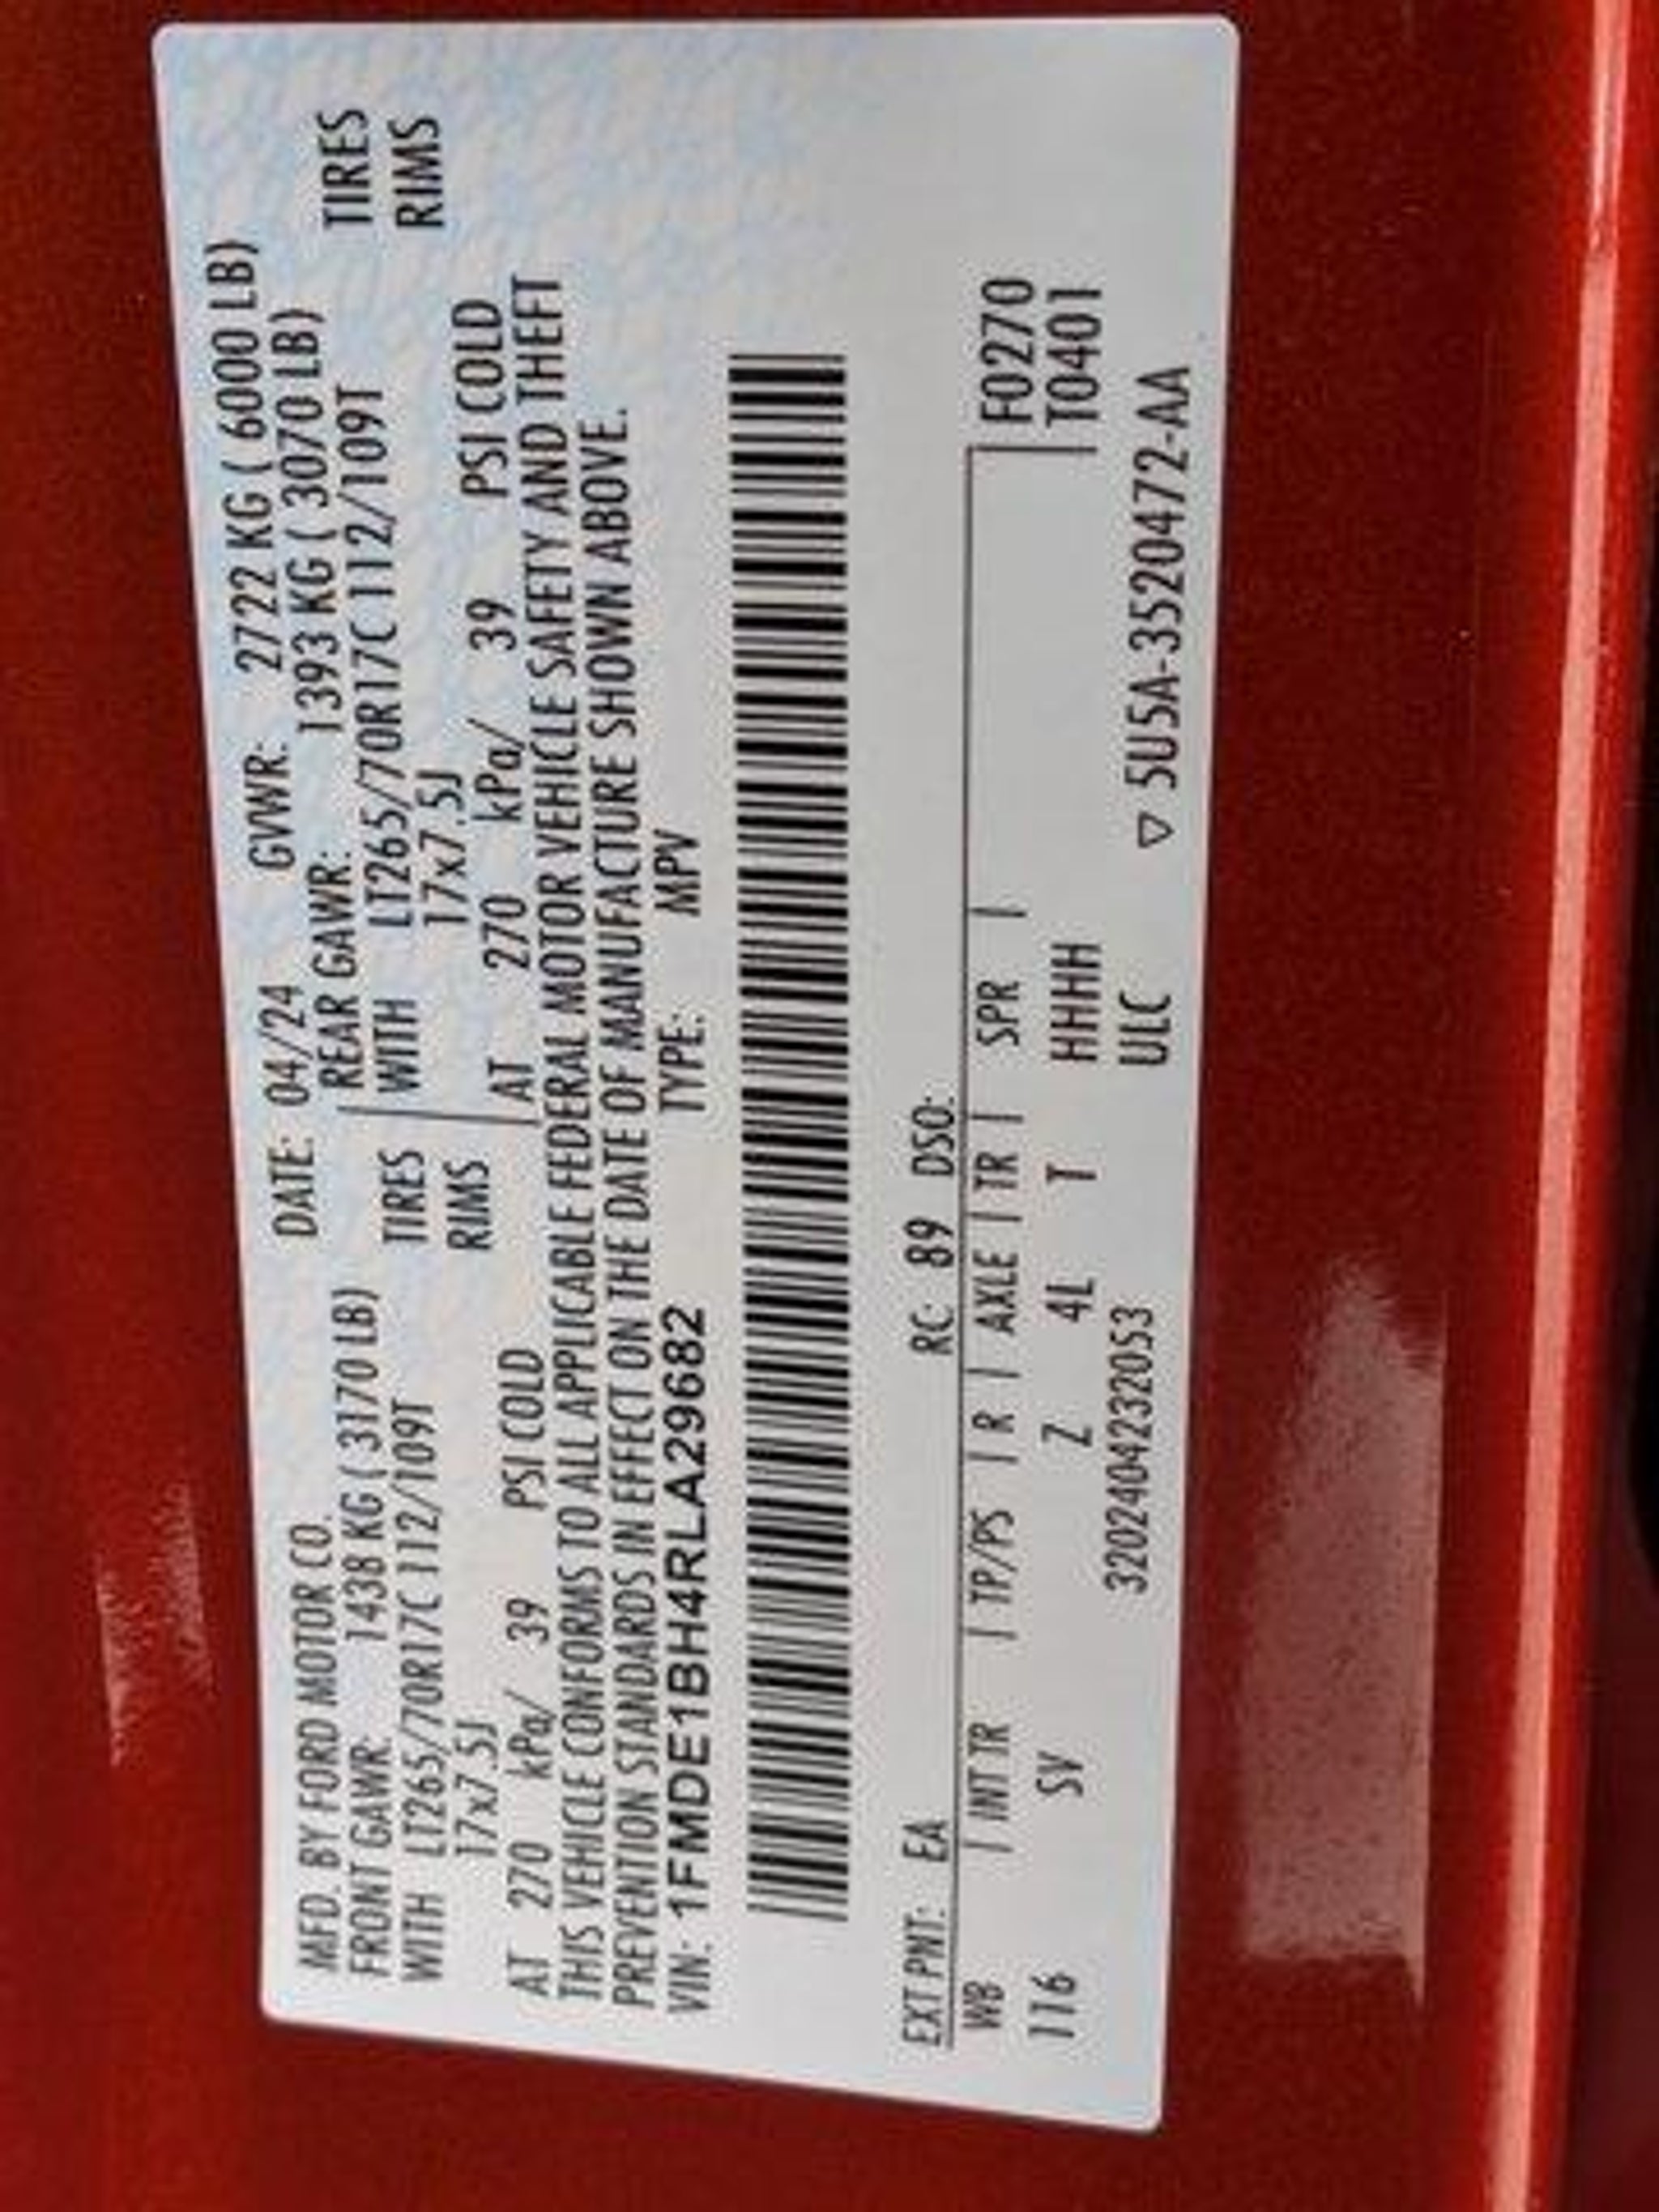 MFD. BY FORD MOTOR CO. DATE: 04/24 GVWR: 2722 KG ( 6000 LB)
FRONT GAWR: 1438 KG ( 3170 LB) REAR GAWR: 1393 KG ( 3070 LB)
WITH LT265/70R17C 112/109T TIRES WITH LT265/70R17C112/109T TIRES
17x7.5J RIMS 17x7.5J RIMS
AT 270 kPa/ 39 PSI COLD AT 270 kPa/ 39 PSI COLD
THIS VEHICLE CONFORMS TO ALL APPLICABLE FEDERAL MOTOR VEHICLE SAFETY AND THEFT
PREVENTION STANDARDS IN EFFECT ON THE DATE OF MANUFACTURE SHOWN ABOVE.
VIN: 1FMDE1BH4RLA29682 TYPE: MPV
EXT PNT: EA RC: 89 DSO:
WB | INT TR | TP/PS | R | AXLE | TR | SPR | F0270
116 SV Z 4L T HHHH T0401
32024042320S3 ULC ▽ 5U5A-3520472-AA